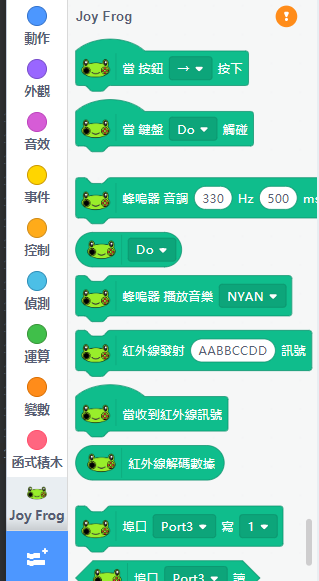 Joy Frog
動作
外觀
音效
事件
控制
偵測
運算
變數
函式積木
Joy Frog
當 按鈕 → 按下
當 鍵盤 Do 觸碰
蜂鳴器 音調 330 Hz 500 ms
Do
蜂鳴器 播放音樂 NYAN
紅外線發射 AABBCCDD 訊號
當收到紅外線訊號
紅外線解碼數據
埠口 Port3 寫 1
埠口 Port3 讀